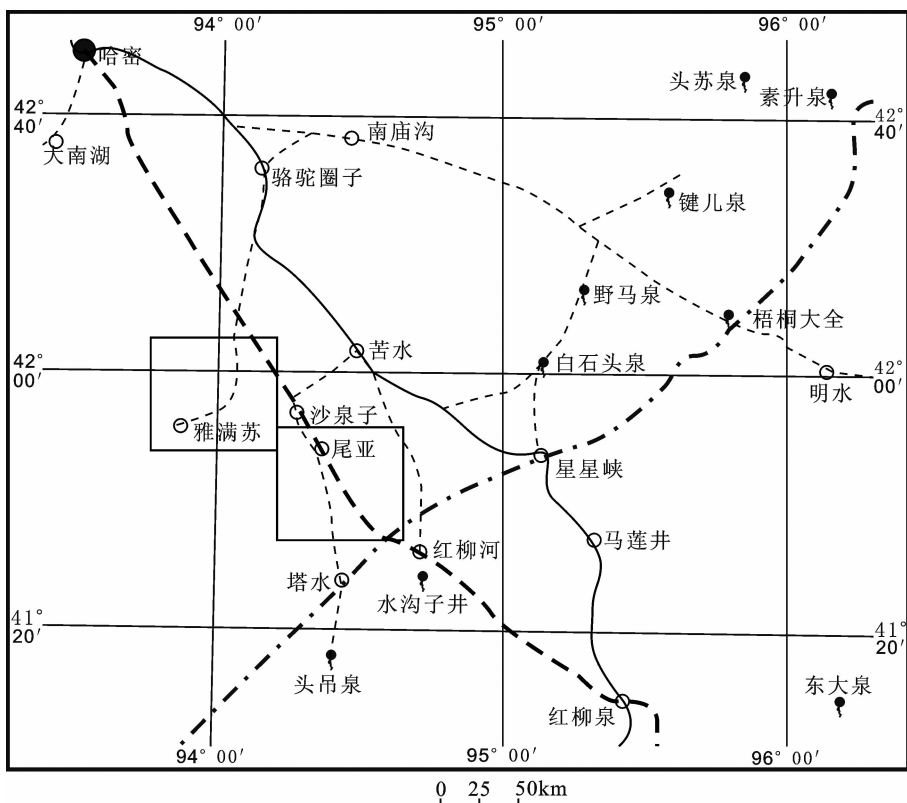 94° 00′
95° 00′
96° 00′
哈密
头苏泉
素升泉
42°
40′
42°
40′
大南湖
南庙沟
骆驼圈子
键儿泉
野马泉
梧桐大全
苦水
白石头泉
42°
00′
42°
00′
明水
沙泉子
雅满苏
尾亚
星星峡
马莲井
红柳河
塔水
水沟子井
41°
20′
41°
20′
头吊泉
东大泉
红柳泉
94° 00′
95° 00′
96° 00′
0 25 50km